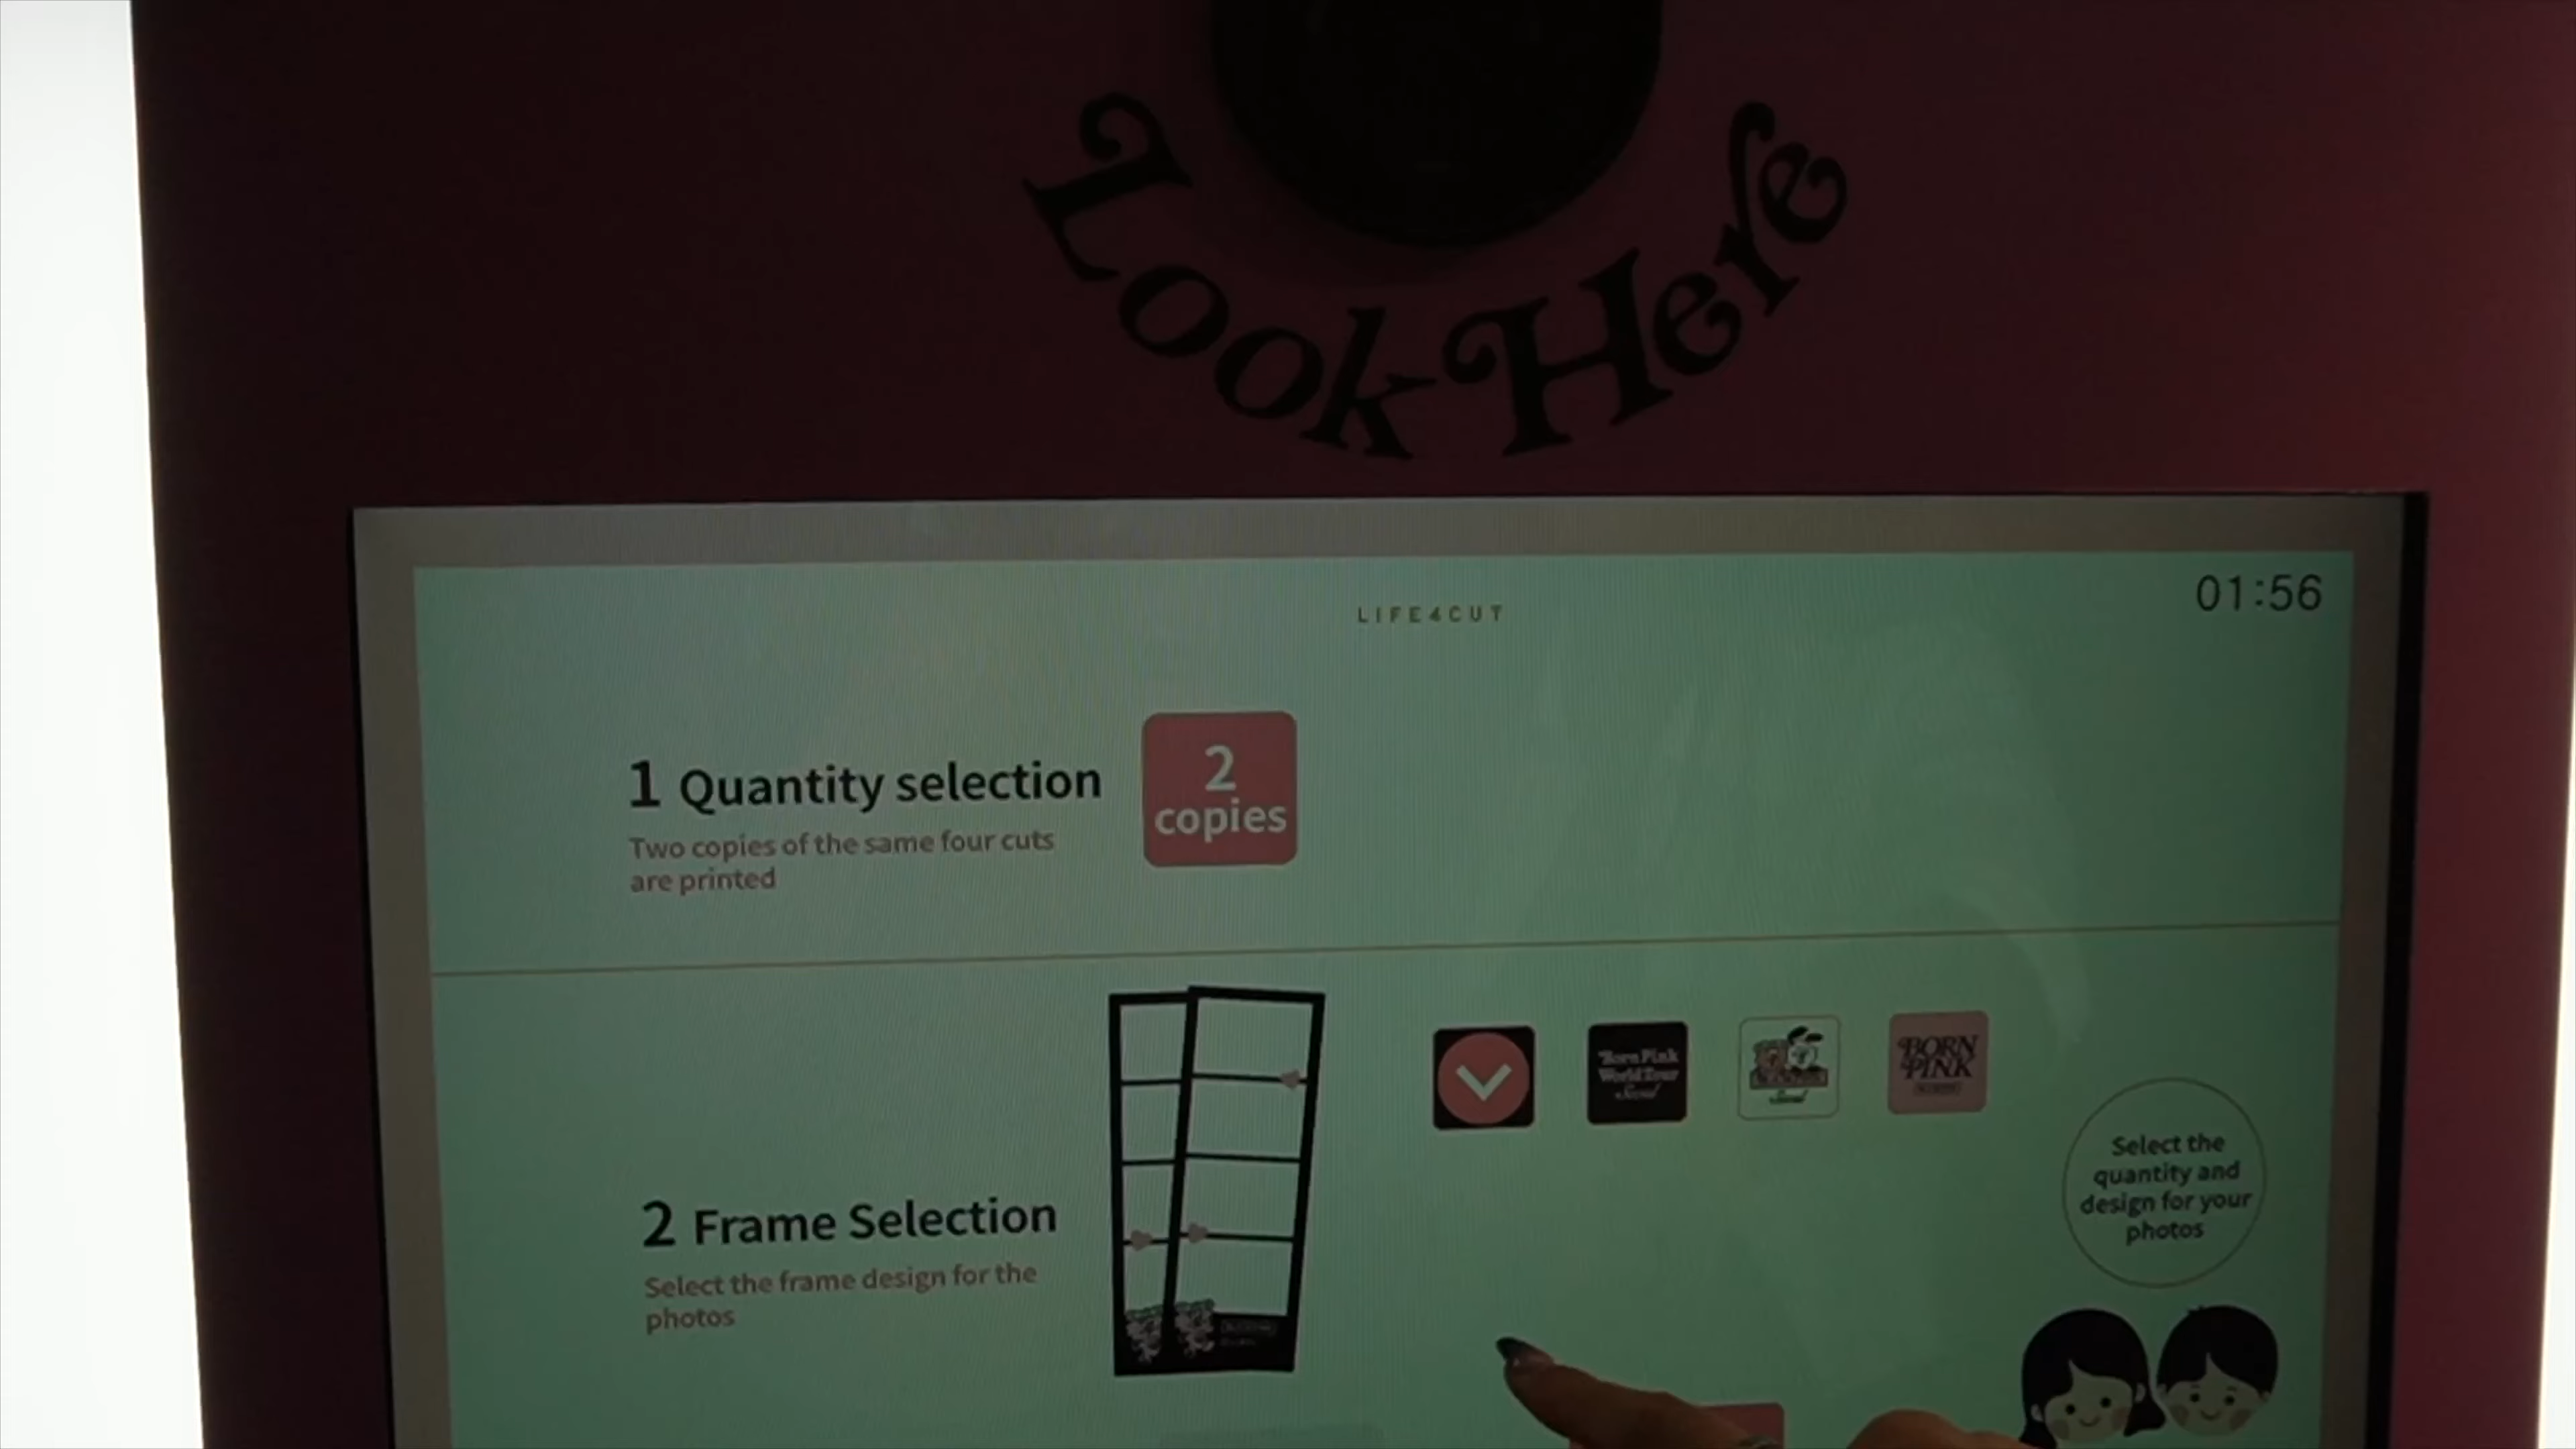 Look Here
LIFE4CUT
01:56
1 Quantity selection
Two copies of the same four cuts
are printed
2
copies
Born Pink
World Tour
Seoul
Seoul
BORN
PINK
2 Frame Selection
Select the frame design for the
photos
Select the
quantity and
design for your
photos